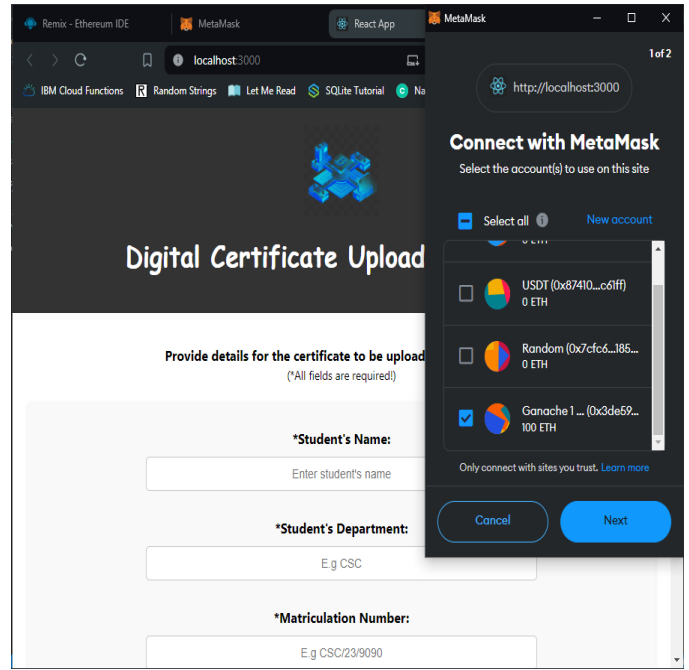 Remix - Ethereum IDE
MetaMask
React App
localhost:3000
IBM Cloud Functions
R Random Strings
Let Me Read
SQLite Tutorial
C Na
Digital Certificate Upload
Provide details for the certificate to be upload
(*All fields are required!)
*Student's Name:
Enter student's name
*Student's Department:
E.g CSC
*Matriculation Number:
E.g CSC/23/9090
MetaMask
1 of 2
http://localhost:3000
Connect with MetaMask
Select the account(s) to use on this site
Select all
New account
0 ETH
USDT (0x87410...c61ff)
0 ETH
Random (0x7cfc6...185...
0 ETH
Ganache 1 ... (0x3de59...
100 ETH
Only connect with sites you trust. Learn more
Cancel
Next